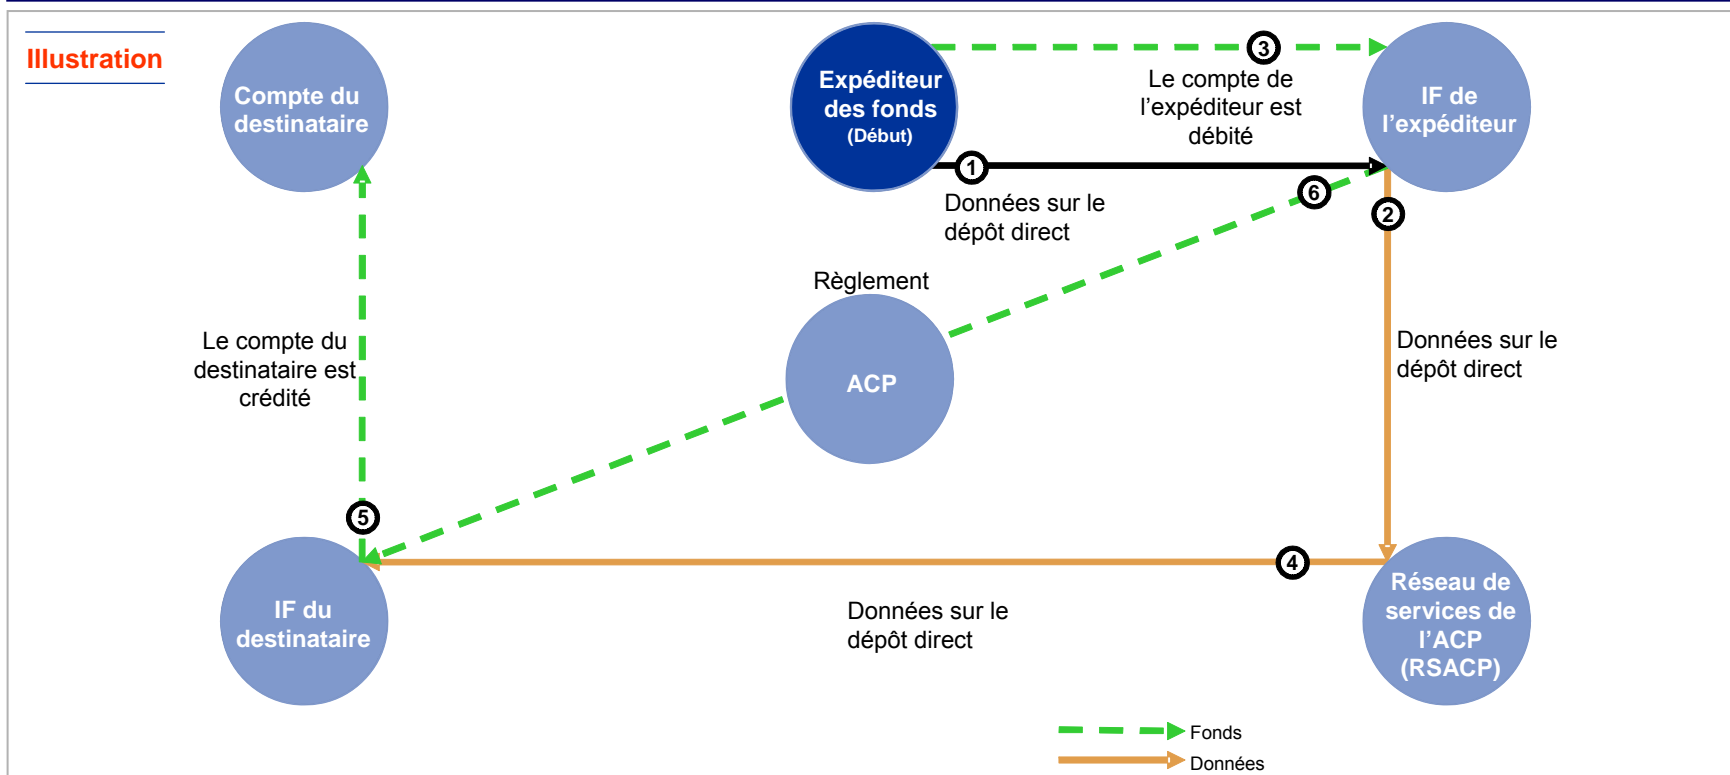 Illustration
Compte du
destinataire
Expéditeur
des fonds
(Début)
3
Le compte de
l'expéditeur est
débité
IF de
l'expéditeur
1
Données sur le
dépôt direct
6
2
Règlement
ACP
Le compte du
destinataire est
crédité
Données sur le
dépôt direct
5
4
IF du
destinataire
Données sur le
dépôt direct
Réseau de
services de
l'ACP
(RSACP)
Fonds
Données